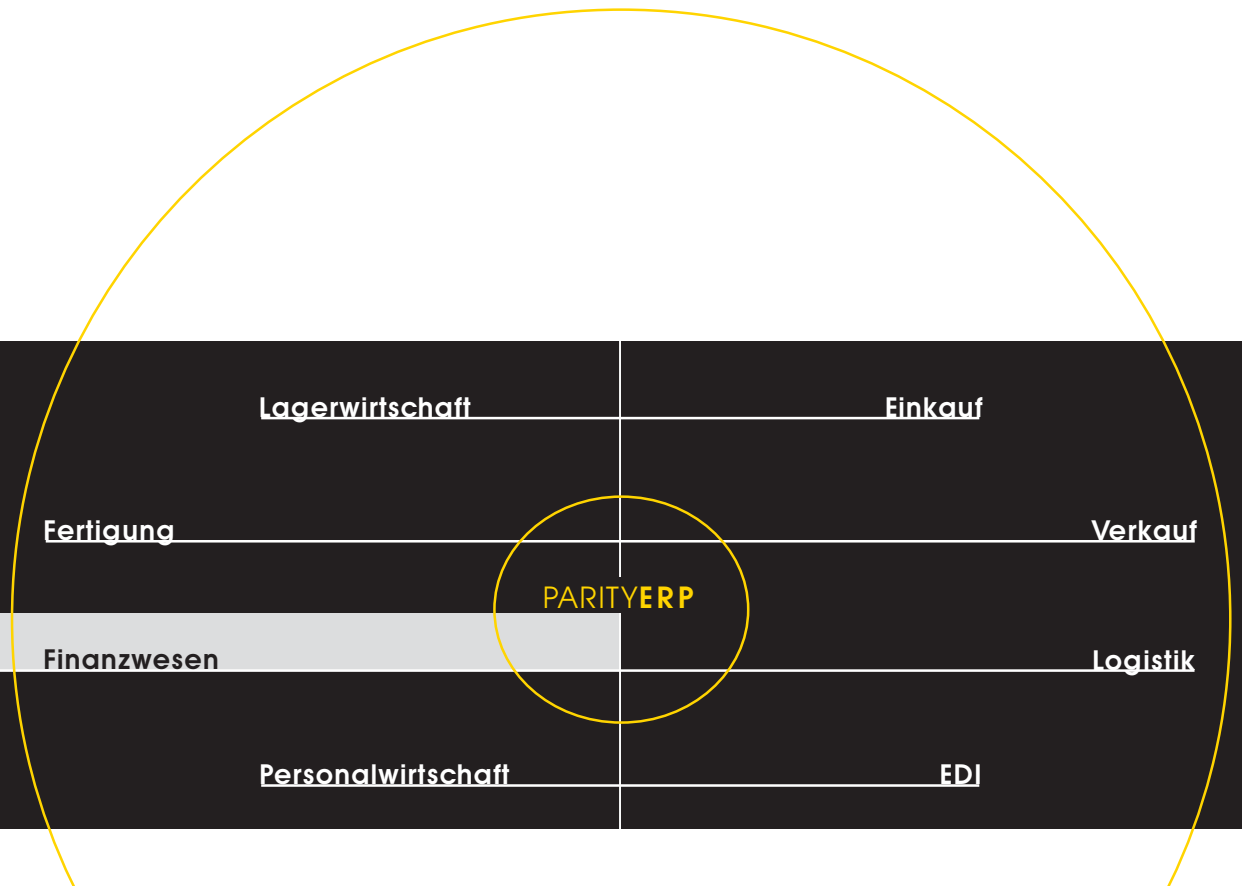 Lagerwirtschaft Einkauf
Fertigung Verkauf
PARITYERP
Finanzwesen Logistik
Personalwirtschaft EDI